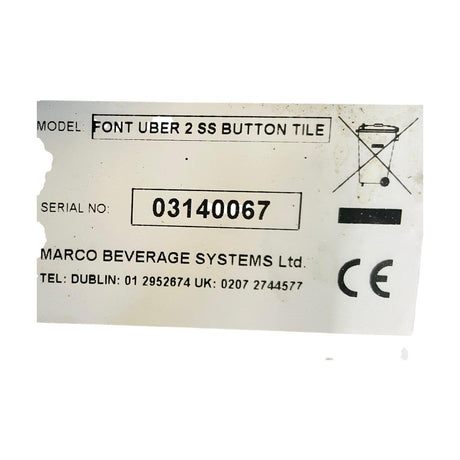 MODEL: FONT UBER 2 SS BUTTON TILE
SERIAL NO: 03140067
MARCO BEVERAGE SYSTEMS Ltd.
TEL: DUBLIN: 01 2952674 UK: 0207 2744577
CE